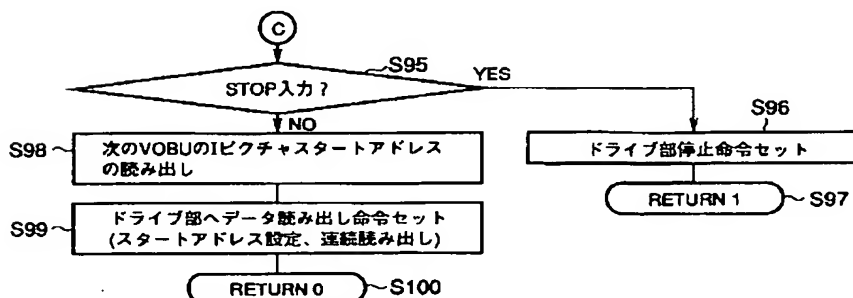 C
S95
STOP入力？
YES
NO
S96
S98
次のVOBUのIピクチャスタートアドレス
の読み出し
ドライブ部停止命令セット
RETURN 1
S97
S99
ドライブ部へデータ読み出し命令セット
(スタートアドレス設定、連続読み出し)
RETURN 0
S100